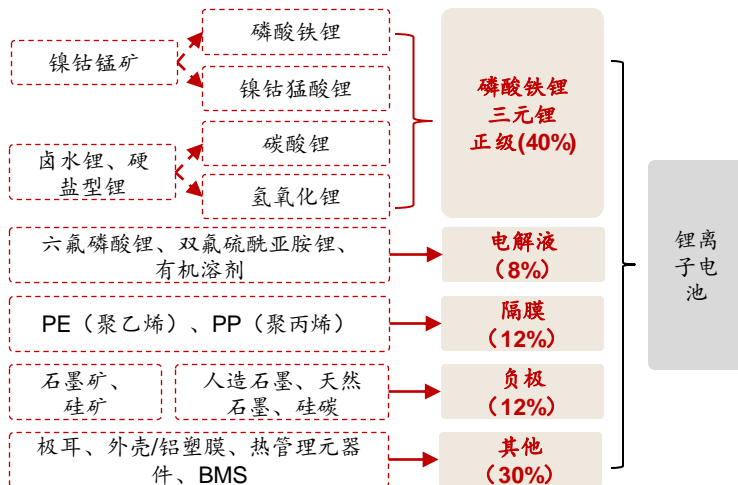 镍钴锰矿
磷酸铁锂
镍钴猛酸锂
卤水锂、硬
盐型锂
碳酸锂
氢氧化锂
磷酸铁锂
三元锂
正级(40%)
六氟磷酸锂、双氟硫酰亚胺锂、
有机溶剂
电解液
（8%）
PE（聚乙烯）、PP（聚丙烯）
隔膜
（12%）
石墨矿、
硅矿
人造石墨、天然
石墨、硅碳
负极
（12%）
极耳、外壳/铝塑膜、热管理元器
件、BMS
其他
（30%）
锂离
子电
池